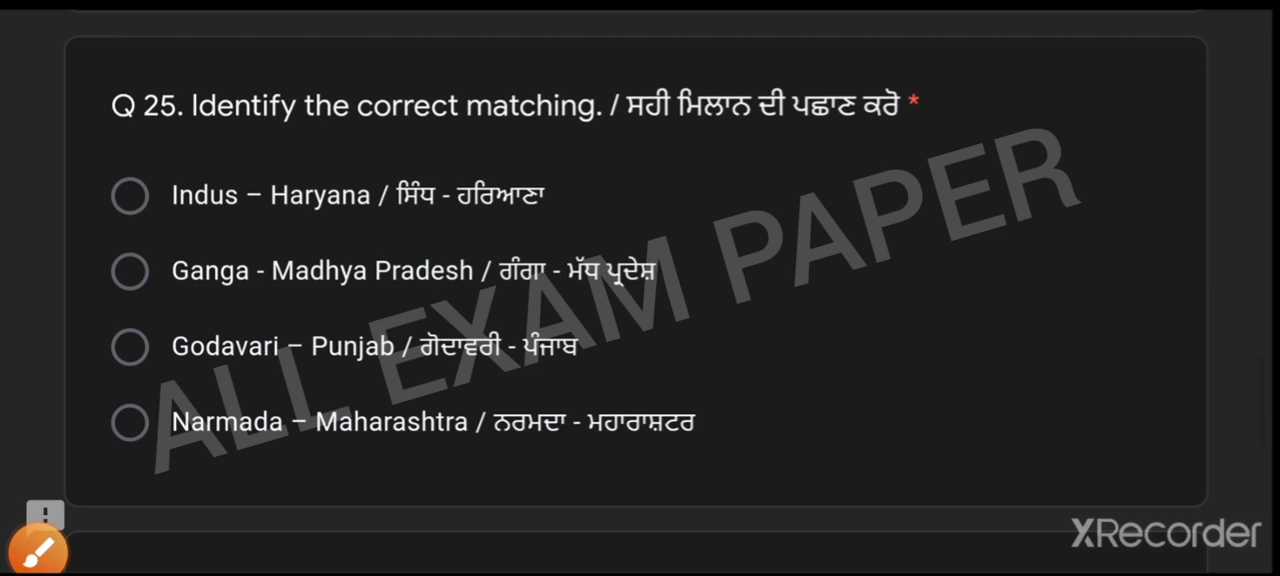 Q 25. Identify the correct matching. / ਸਹੀ ਮਿਲਾਨ ਦੀ ਪਛਾਣ ਕਰੋ *
Indus – Haryana / ਸਿੰਧ - ਹਰਿਆਣਾ
Ganga - Madhya Pradesh / ਗੰਗਾ - ਮੱਧ ਪ੍ਰਦੇਸ਼
Godavari – Punjab / ਗੋਦਾਵਰੀ - ਪੰਜਾਬ
Narmada – Maharashtra / ਨਰਮਦਾ - ਮਹਾਰਾਸ਼ਟਰ
ALL EXAM PAPER
XRecorder